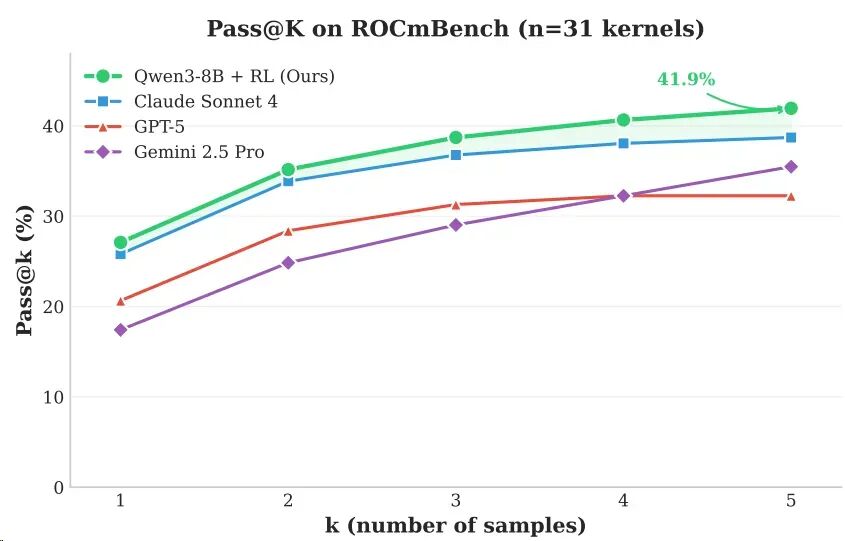 Pass@K on ROCmBench (n=31 kernels)
Qwen3-8B + RL (Ours)
Claude Sonnet 4
GPT-5
Gemini 2.5 Pro
41.9%
Pass@k (%)
40
30
20
10
0
1 2 3 4 5
k (number of samples)